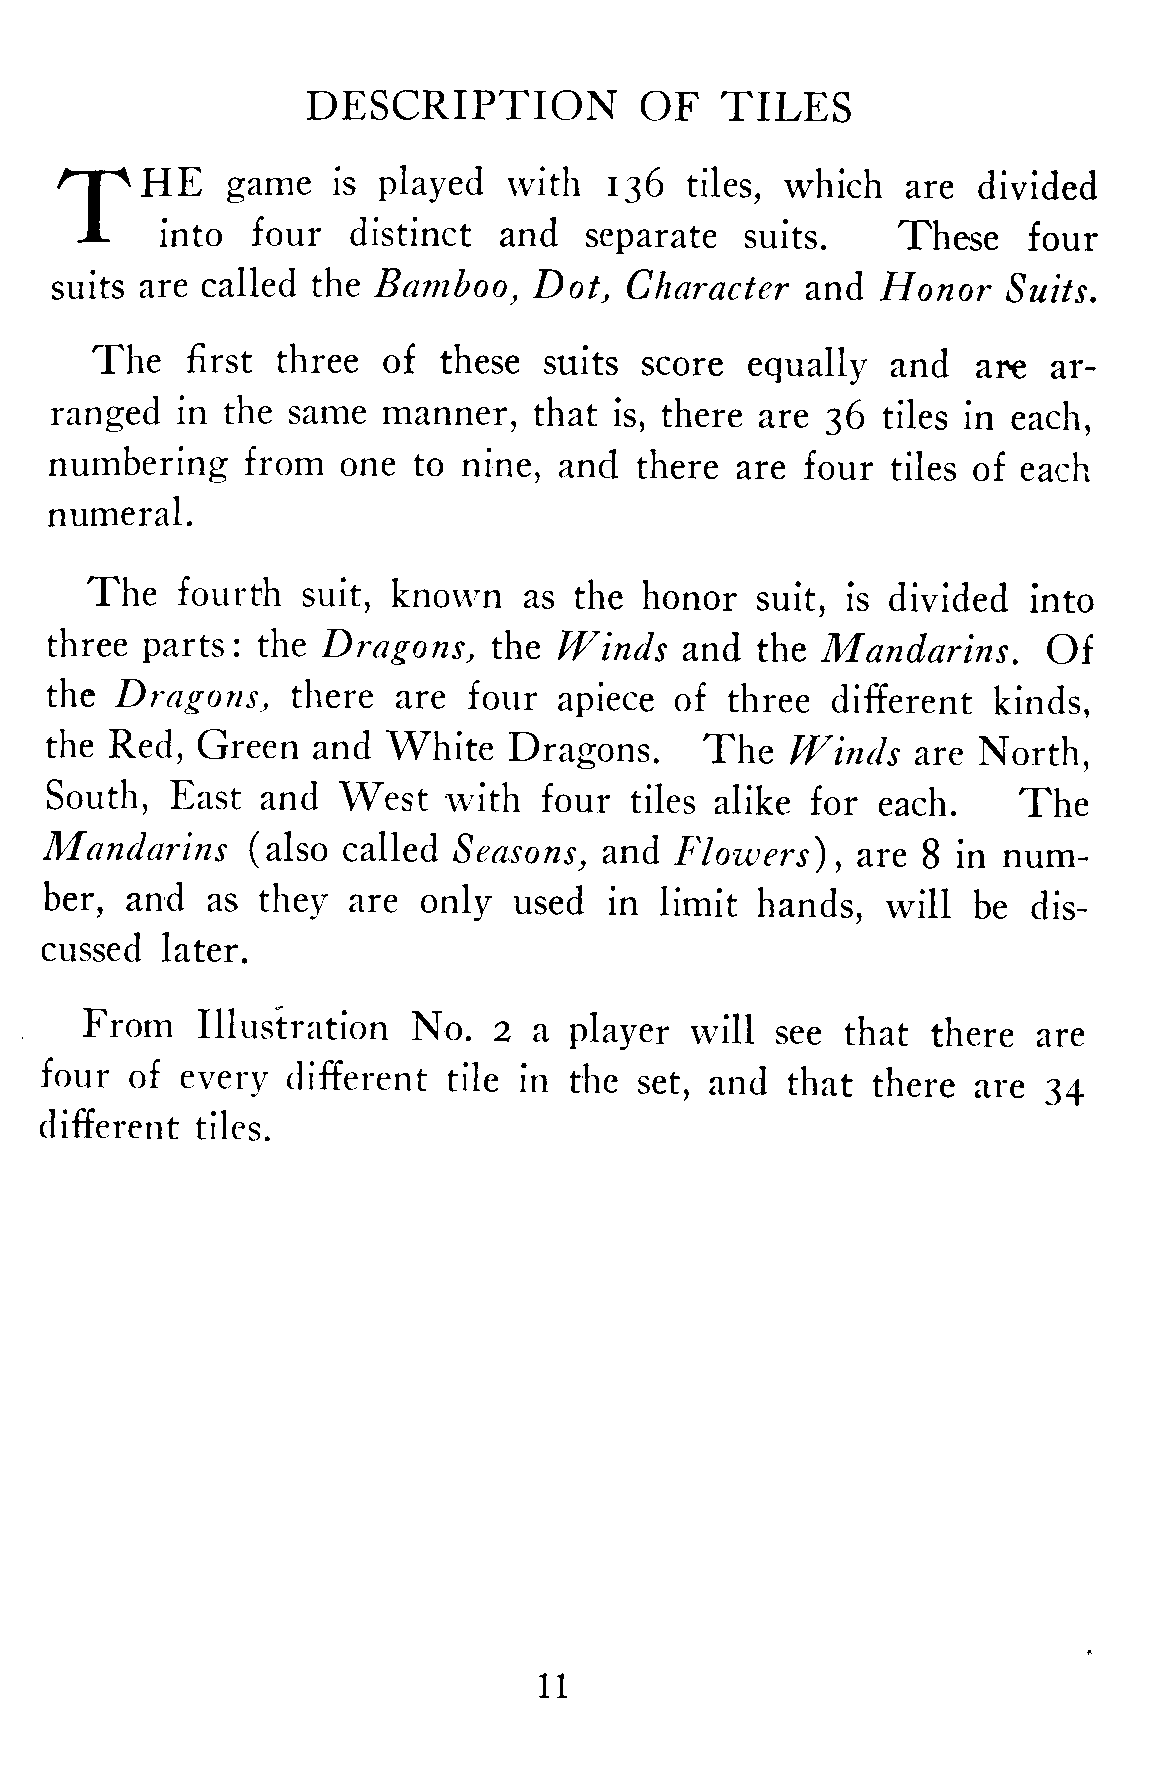 DESCRIPTION OF TILES
THE game is played with 136 tiles, which are divided
into four distinct and separate suits. These four
suits are called the Bamboo, Dot, Character and Honor Suits.
The first three of these suits score equally and are ar-
ranged in the same manner, that is, there are 36 tiles in each,
numbering from one to nine, and there are four tiles of each
numeral.
The fourth suit, known as the honor suit, is divided into
three parts: the Dragons, the Winds and the Mandarins. Of
the Dragons, there are four apiece of three different kinds,
the Red, Green and White Dragons. The Winds are North,
South, East and West with four tiles alike for each. The
Mandarins (also called Seasons, and Flowers), are 8 in num-
ber, and as they are only used in limit hands, will be dis-
cussed later.
From Illustration No. 2 a player will see that there are
four of every different tile in the set, and that there are 34
different tiles.
11